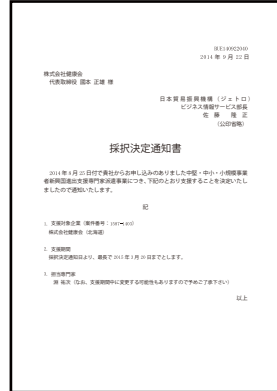 2014 年 9 月 22 日
株式会社健康会
代表取締役 國本 正雄 様
日本貿易振興機構（ジェトロ）
ビジネス情報サービス部長
佐 藤 隆 正
（公印省略）
採択決定通知書
2014 年 8 月 25 日付で貴社からお申し込みのありました中堅・中小・小規模事業
者新興国進出支援専門家派遣事業につき、下記のとおり支援することを決定いたし
ましたので通知いたします。
記
1. 支援対象企業（案件番号：
株式会社健康会（北海道）
2. 支援期間
採択決定通知日より、最長で 2015 年 3 月 20 日までとします。
3. 担当専門家
裕次（なお、支援期間中に変更する可能性もありますので予めご了承下さい）
以上